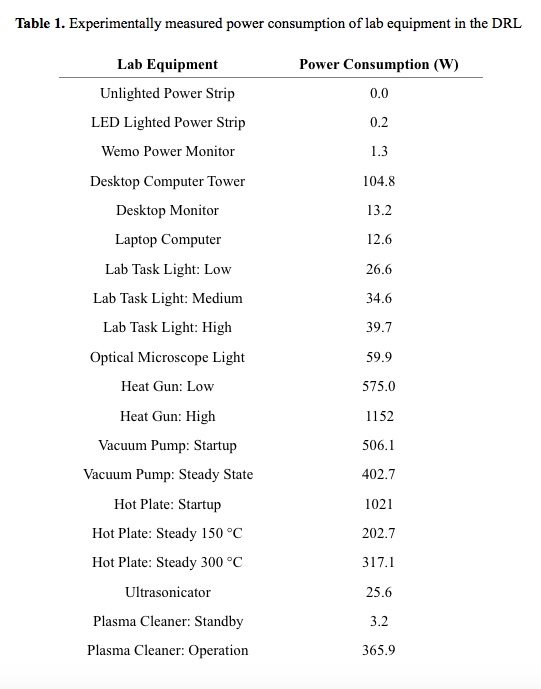 Table 1. Experimentally measured power consumption of lab equipment in the DRL
Lab Equipment Power Consumption (W)
Unlighted Power Strip 0.0
LED Lighted Power Strip 0.2
Wemo Power Monitor 1.3
Desktop Computer Tower 104.8
Desktop Monitor 13.2
Laptop Computer 12.6
Lab Task Light: Low 26.6
Lab Task Light: Medium 34.6
Lab Task Light: High 39.7
Optical Microscope Light 59.9
Heat Gun: Low 575.0
Heat Gun: High 1152
Vacuum Pump: Startup 506.1
Vacuum Pump: Steady State 402.7
Hot Plate: Startup 1021
Hot Plate: Steady 150 °C 202.7
Hot Plate: Steady 300 °C 317.1
Ultrasonicator 25.6
Plasma Cleaner: Standby 3.2
Plasma Cleaner: Operation 365.9